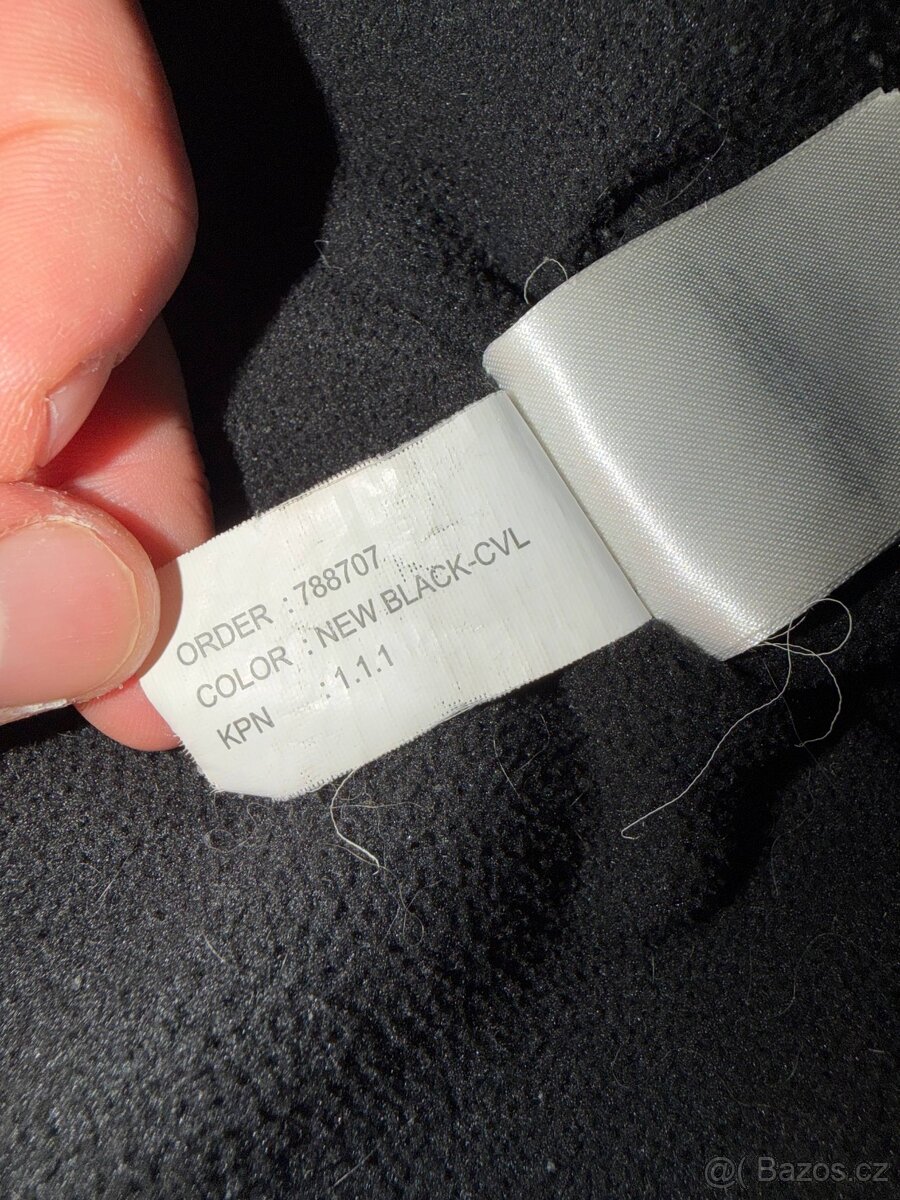 ORDER : 788707
COLOR : NEW BLACK-CVL
KPN : 1.1.1
@( Bazos.cz